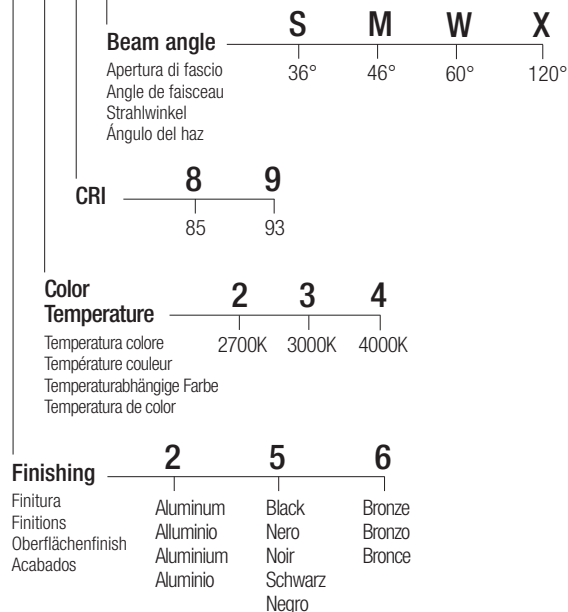 S M W X
Beam angle
36° 46° 60° 120°
Apertura di fascio
Angle de faisceau
Strahlwinkel
Ángulo del haz
8 9
CRI
85 93
Color
Temperature
2 3 4
2700K 3000K 4000K
Temperatura colore
Température couleur
Temperaturabhängige Farbe
Temperatura de color
2 5 6
Finishing
Finitura
Finitions
Oberflächenfinish
Acabados
Aluminum Black Bronze
Alluminio Nero Bronzo
Aluminium Noir Bronce
Aluminio Schwarz
Negro